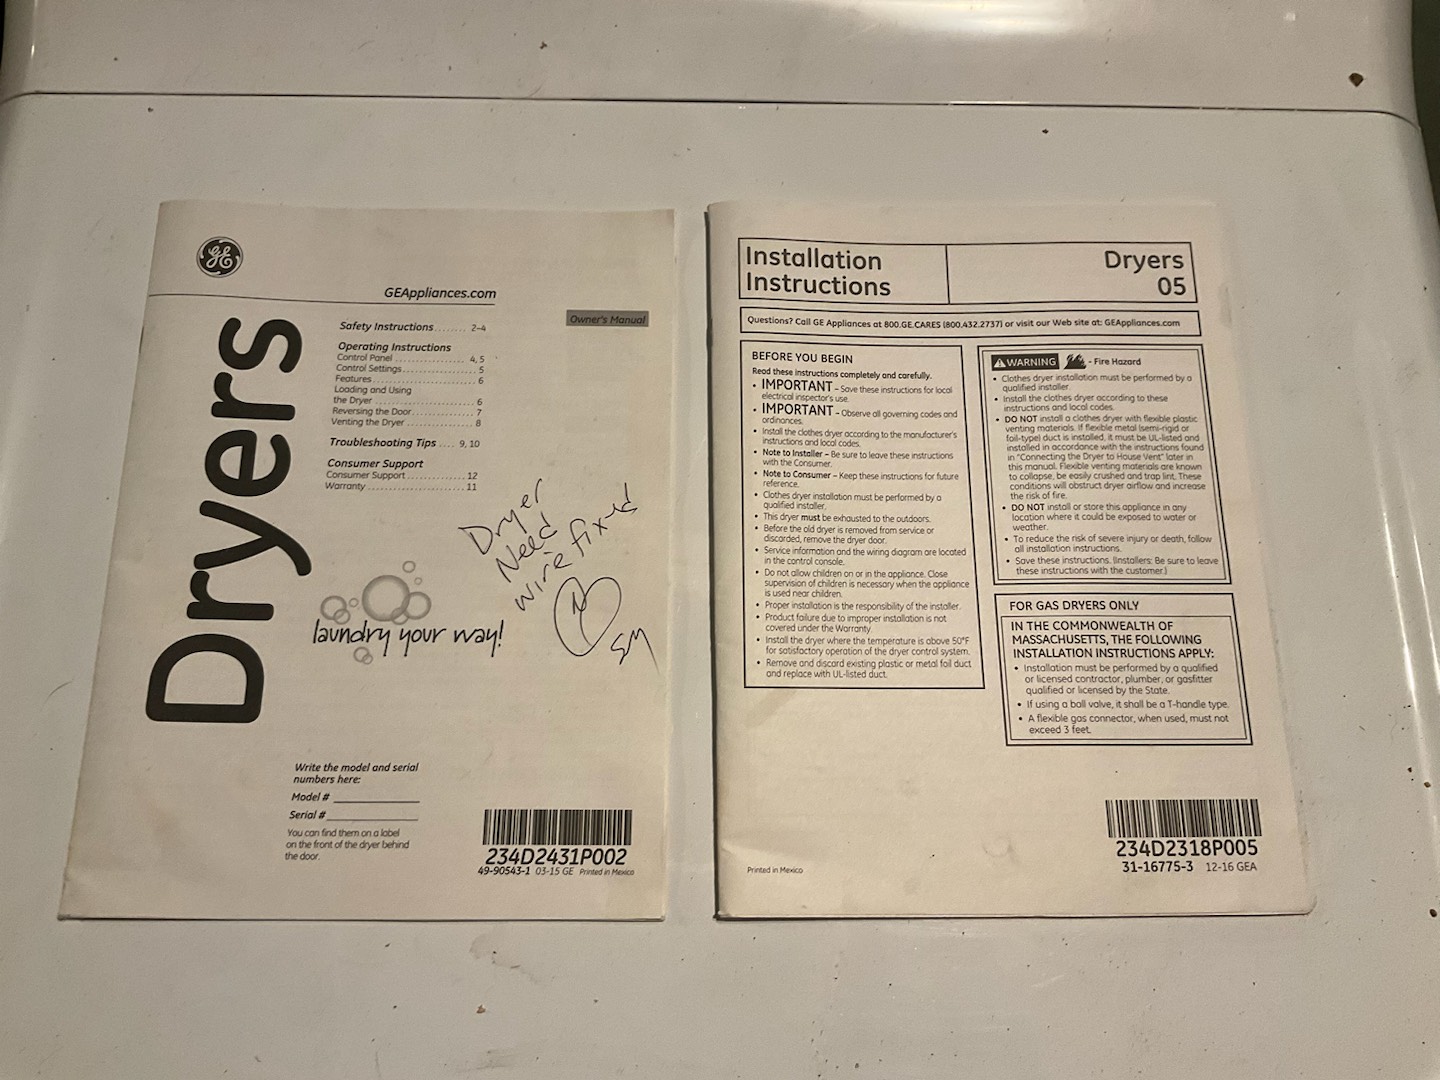 GE
GEAppliances.com
Dryers
Owner's Manual
Safety Instructions ........ 2-4
Operating Instructions
Control Panel .................. 4, 5
Control Settings .................. 5
Features .......................... 6
Loading and Using
the Dryer ........................ 6
Reversing the Door .............. 7
Venting the Dryer ................ 8
Troubleshooting Tips .... 9, 10
Consumer Support
Consumer Support .............. 12
Warranty ........................ 11
Dryer
Need
wire fixed
SM
laundry your way!
Write the model and serial
numbers here:
Model #
Serial #
You can find them on a label
on the front of the dryer behind
the door.
234D2431P002
49-90543-1 03-15 GE Printed in Mexico
Installation
Instructions
Dryers
05
Questions? Call GE Appliances at 800.GE.CARES (800.432.2737) or visit our Web site at: GEAppliances.com
BEFORE YOU BEGIN
Read these instructions completely and carefully.
• IMPORTANT – Save these instructions for local
electrical inspector's use.
• IMPORTANT – Observe all governing codes and
ordinances.
• Install the clothes dryer according to the manufacturer's
instructions and local codes.
• Note to Installer – Be sure to leave these instructions
with the Consumer.
• Note to Consumer – Keep these instructions for future
reference.
• Clothes dryer installation must be performed by a
qualified installer.
• This dryer must be exhausted to the outdoors.
• Before the old dryer is removed from service or
discarded, remove the dryer door.
• Service information and the wiring diagram are located
in the control console.
• Do not allow children on or in the appliance. Close
supervision of children is necessary when the appliance
is used near children.
• Proper installation is the responsibility of the installer.
• Product failure due to improper installation is not
covered under the Warranty.
• Install the dryer where the temperature is above 50°F
for satisfactory operation of the dryer control system.
• Remove and discard existing plastic or metal foil duct
and replace with UL-listed duct.
WARNING - Fire Hazard
• Clothes dryer installation must be performed by a
qualified installer.
• Install the clothes dryer according to these
instructions and local codes.
• DO NOT install a clothes dryer with flexible plastic
venting materials. If flexible metal (semi-rigid or
foil-type) duct is installed, it must be UL-listed and
installed in accordance with the instructions found
in "Connecting the Dryer to House Vent" later in
this manual. Flexible venting materials are known
to collapse, be easily crushed and trap lint. These
conditions will obstruct dryer airflow and increase
the risk of fire.
• DO NOT install or store this appliance in any
location where it could be exposed to water or
weather.
• To reduce the risk of severe injury or death, follow
all installation instructions.
• Save these instructions. (Installers: Be sure to leave
these instructions with the customer.)
FOR GAS DRYERS ONLY
IN THE COMMONWEALTH OF
MASSACHUSETTS, THE FOLLOWING
INSTALLATION INSTRUCTIONS APPLY:
• Installation must be performed by a qualified
or licensed contractor, plumber, or gasfitter
qualified or licensed by the State.
• If using a ball valve, it shall be a T-handle type.
• A flexible gas connector, when used, must not
exceed 3 feet.
234D2318P005
31-16775-3 12-16 GEA
Printed in Mexico